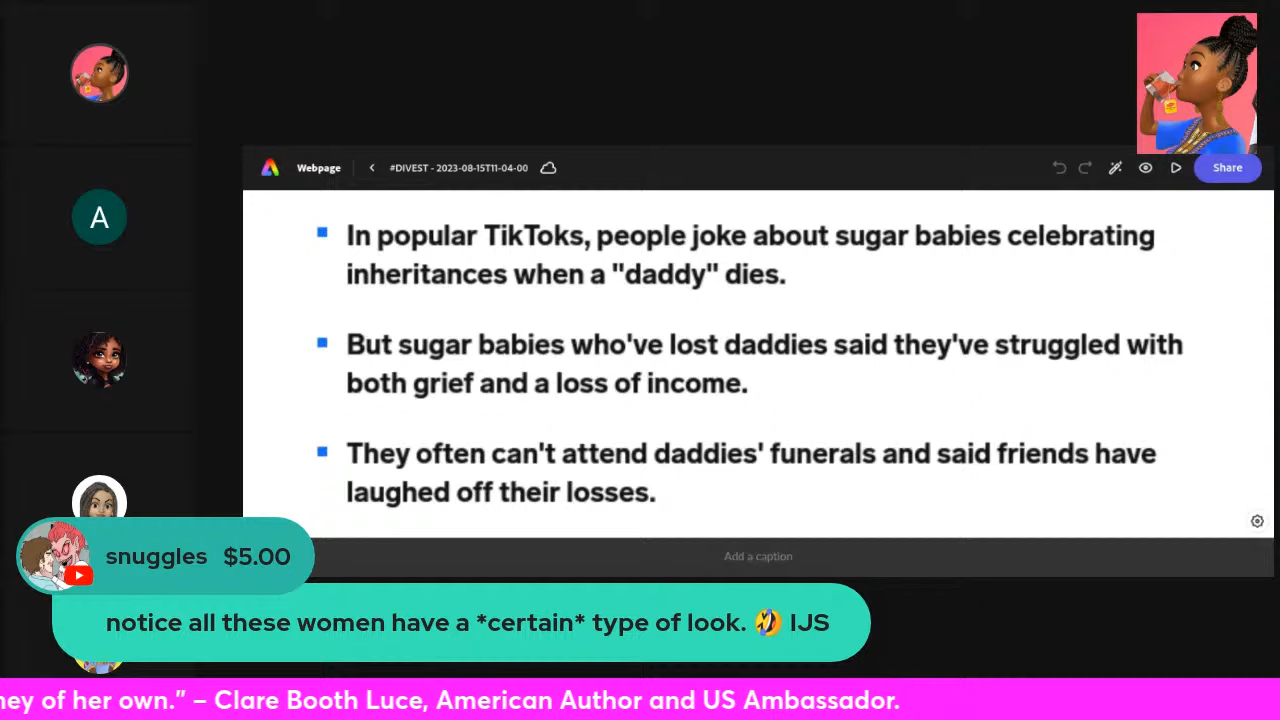 Webpage
#DIVEST - 2023-08-15T11-04-00
Share
A
In popular TikToks, people joke about sugar babies celebrating
inheritances when a "daddy" dies.
But sugar babies who've lost daddies said they've struggled with
both grief and a loss of income.
They often can't attend daddies' funerals and said friends have
laughed off their losses.
Add a caption
snuggles $5.00
notice all these women have a *certain* type of look. 🤣 IJS
ney of her own.” – Clare Booth Luce, American Author and US Ambassador.